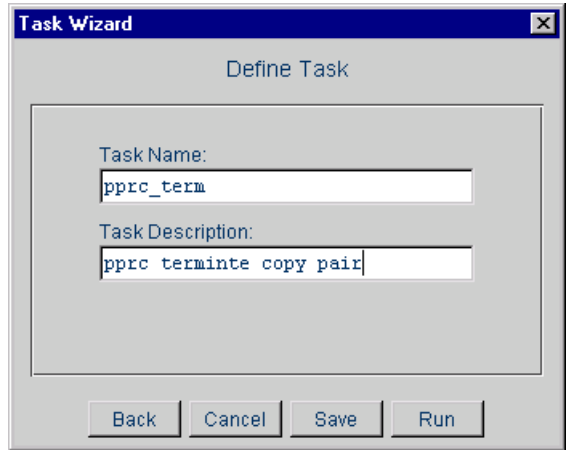 Task Wizard
Define Task
Task Name:
pprc_term
Task Description:
pprc terminte copy pair
Back Cancel Save Run